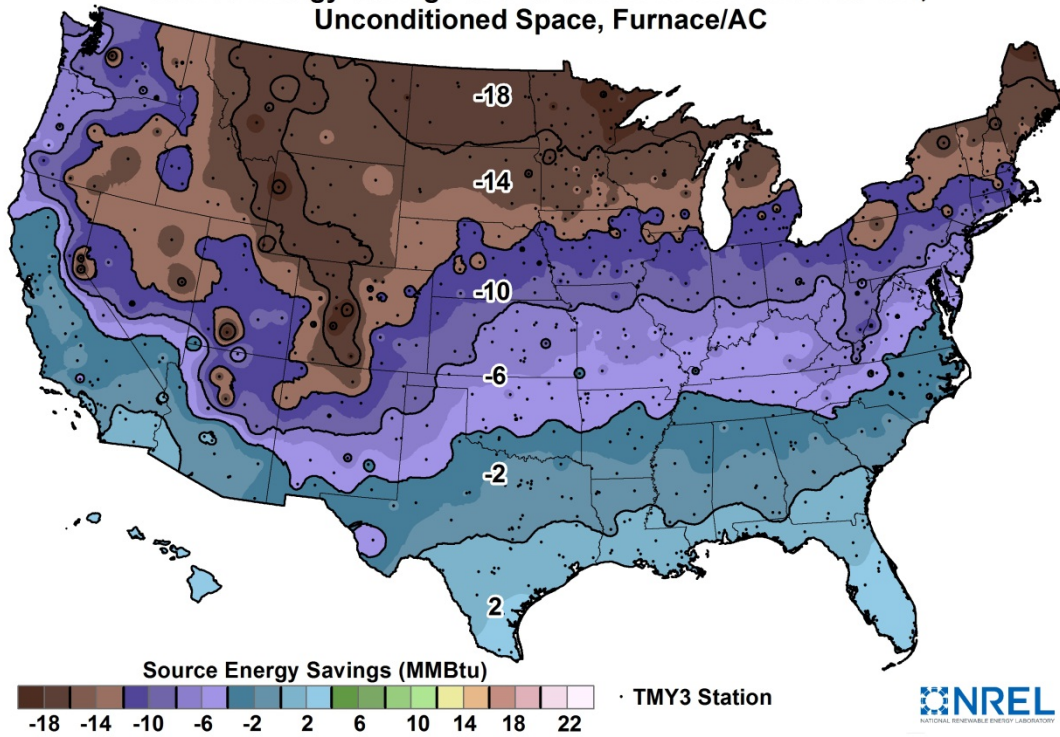 Unconditioned Space, Furnace/AC
-18
-14
-10
-6
-2
2
Source Energy Savings (MMBtu)
-18 -14 -10 -6 -2 2 6 10 14 18 22
· TMY3 Station
NREL
NATIONAL RENEWABLE ENERGY LABORATORY